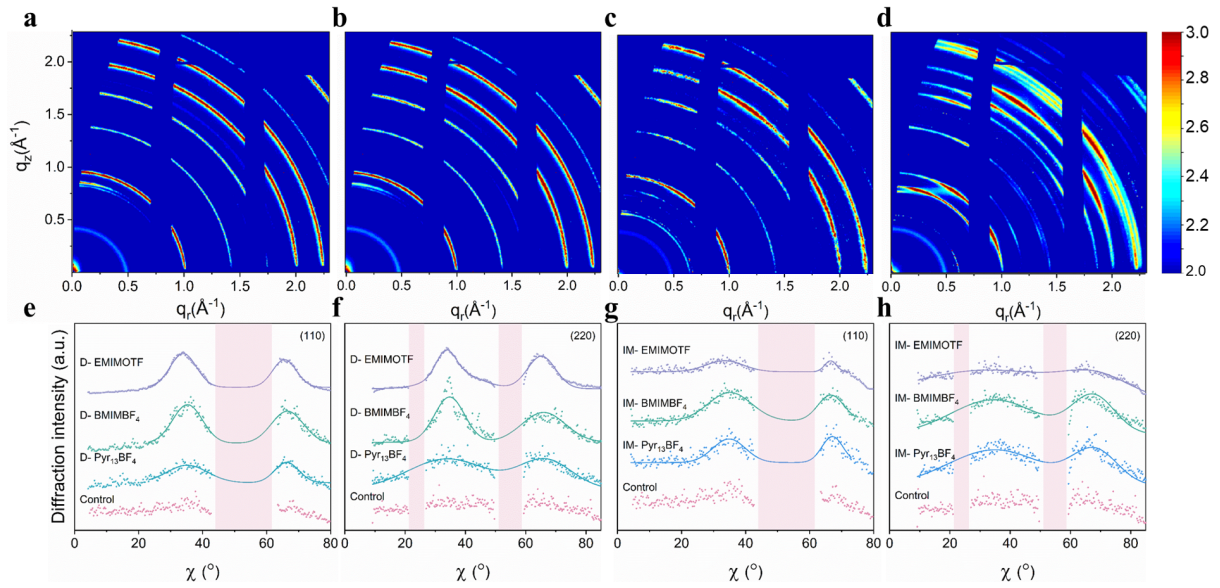 a b c d
q_z(Å⁻¹)
2.0
1.5
1.0
0.5
3.0
2.8
2.6
2.4
2.2
2.0
0.0 0.5 1.0 1.5 2.0
0.0 0.5 1.0 1.5 2.0
0.0 0.5 1.0 1.5 2.0
0.0 0.5 1.0 1.5 2.0
q_r(Å⁻¹) q_r(Å⁻¹) q_r(Å⁻¹) q_r(Å⁻¹)
e f g h
Diffraction intensity (a.u.)
(110)
D- EMIMOTF
D- BMIMBF₄
D- Pyr₁₃BF₄
Control
0 20 40 60 80
χ (°)
(220)
D- EMIMOTF
D- BMIMBF₄
D- Pyr₁₃BF₄
Control
0 20 40 60 80
χ (°)
(110)
IM- EMIMOTF
IM- BMIMBF₄
IM- Pyr₁₃BF₄
Control
0 20 40 60 80
χ (°)
(220)
IM- EMIMOTF
IM- BMIMBF₄
IM- Pyr₁₃BF₄
Control
0 20 40 60 80
χ (°)